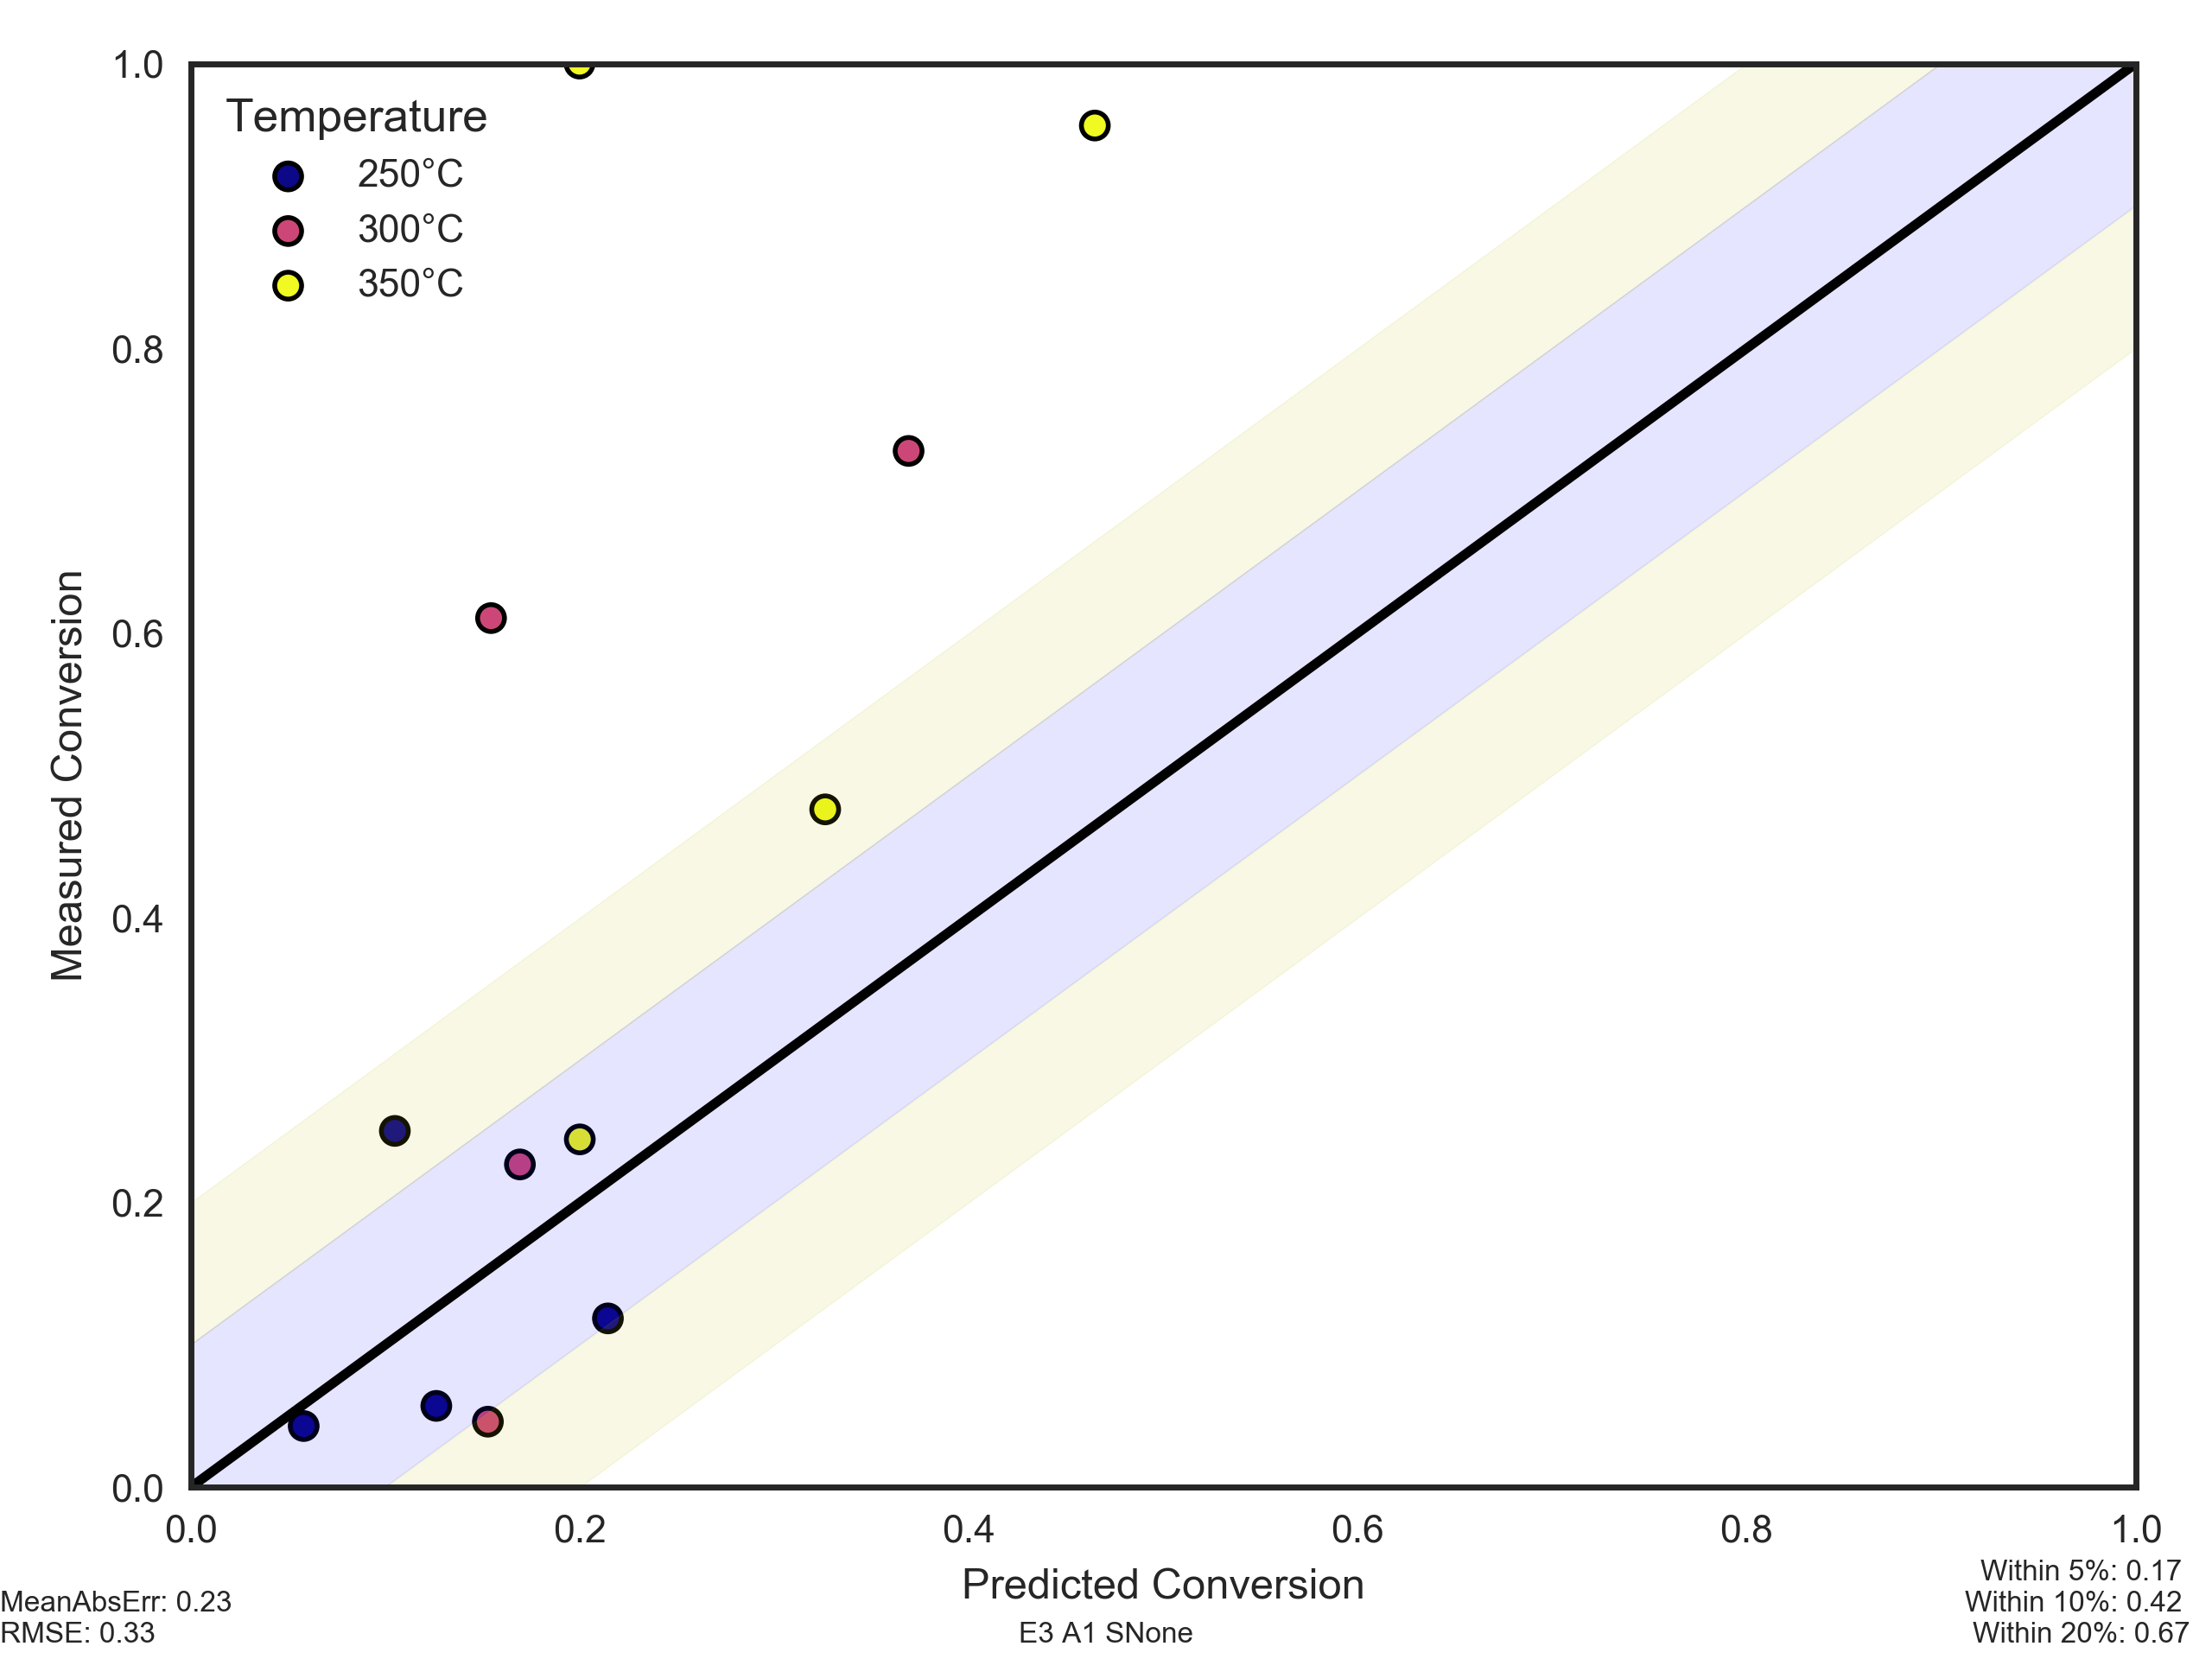 1.0
Temperature
250°C
300°C
350°C
0.8
0.6
0.4
0.2
0.0
Measured Conversion
0.0 0.2 0.4 0.6 0.8 1.0
Predicted Conversion
E3 A1 SNone
MeanAbsErr: 0.23
RMSE: 0.33
Within 5%: 0.17
Within 10%: 0.42
Within 20%: 0.67